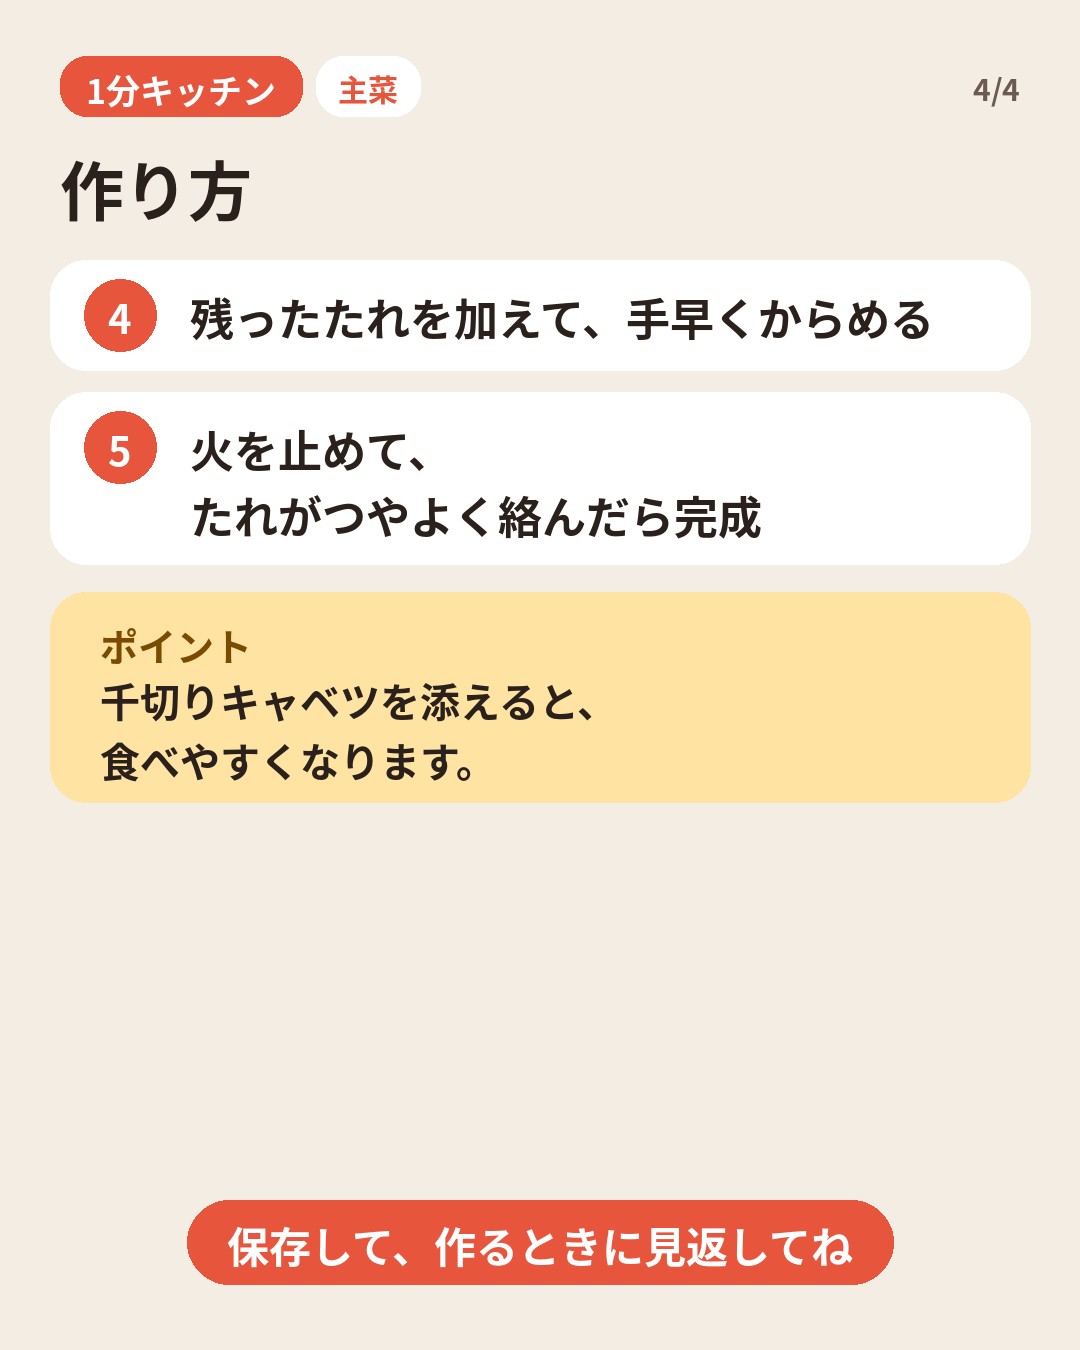 1分キッチン 主菜 4/4
作り方
4 残ったたれを加えて、手早くからめる
5 火を止めて、
たれがつやよく絡んだら完成
ポイント
千切りキャベツを添えると、
食べやすくなります。
保存して、作るときに見返してね